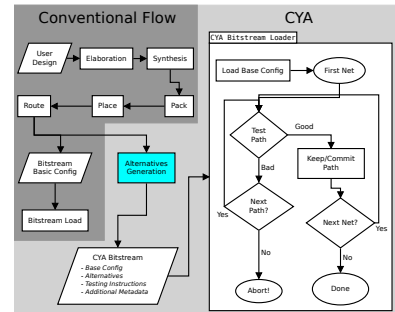 Conventional Flow
CYA
User
Design
Elaboration
Synthesis
Route
Place
Pack
Bitstream
Basic Config
Alternatives
Generation
Bitstream Load
CYA Bitstream
- Base Config
- Alternatives
- Testing Instructions
- Additional Metadata
CYA Bitstream Loader
Load Base Config
First Net
Test
Path
Good
Keep/Commit
Path
Bad
Next
Path?
Yes
Next Net?
Yes
No
No
Abort!
Done